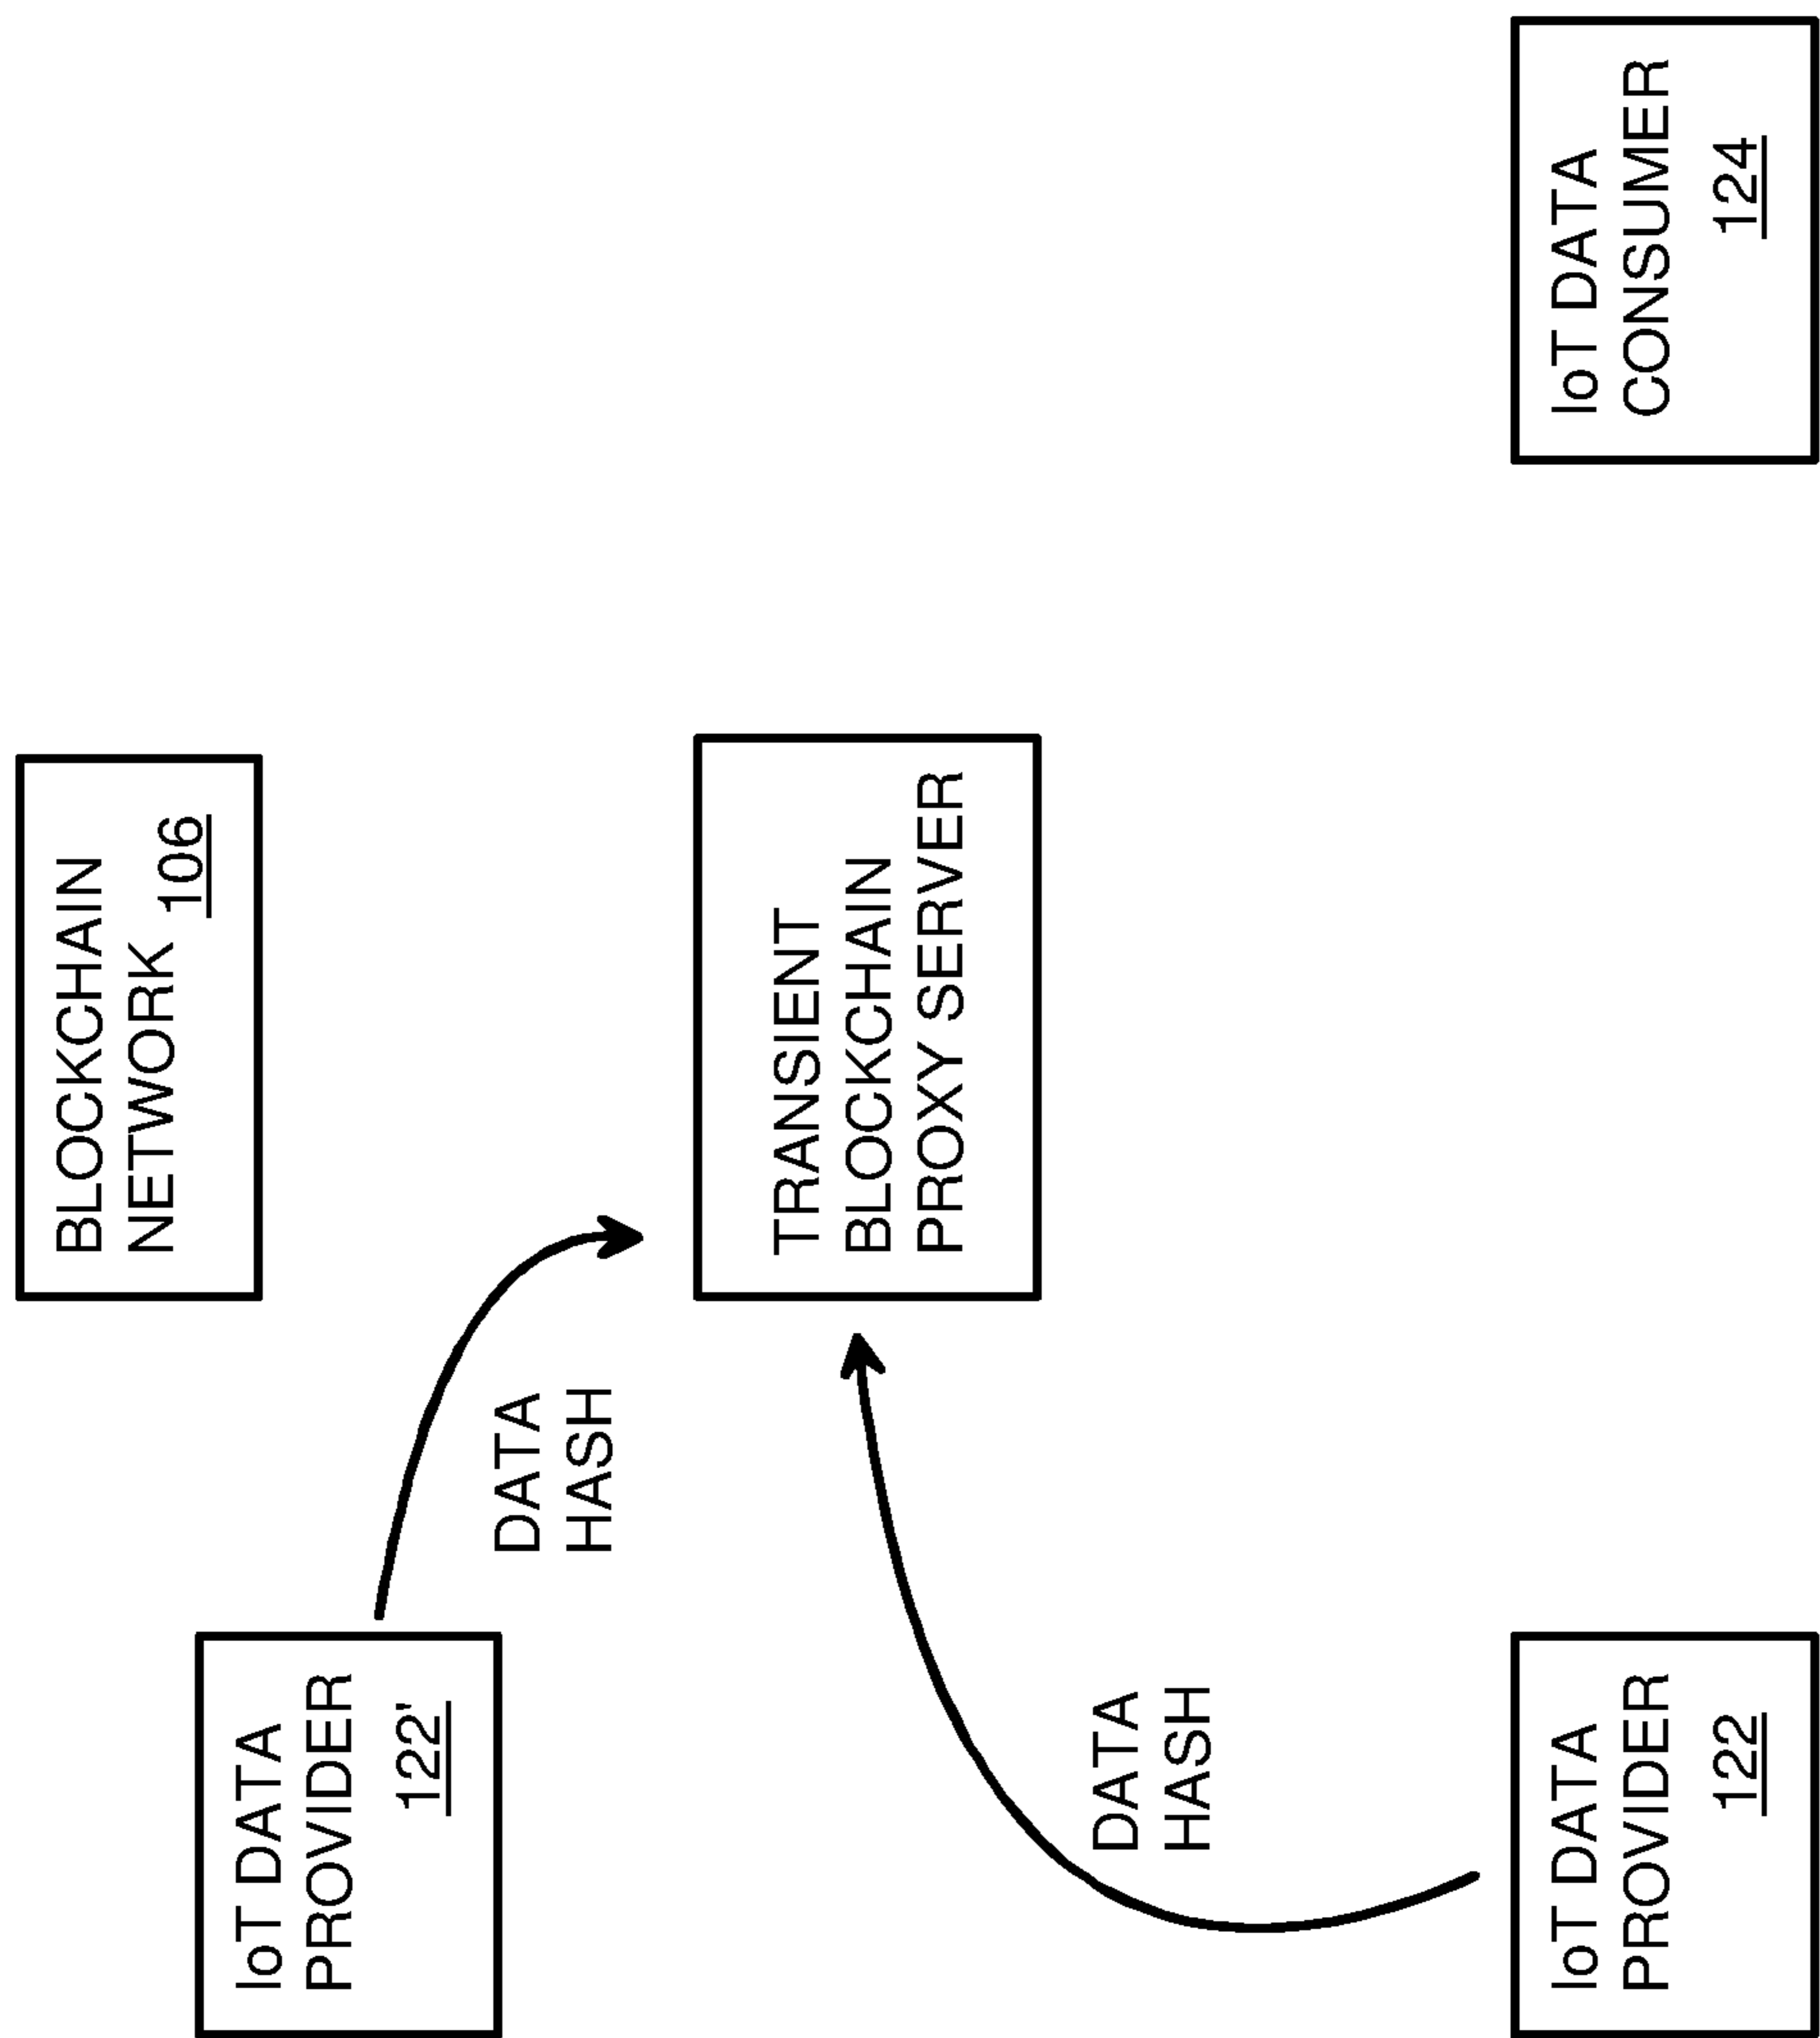 BLOCKCHAIN
NETWORK 106
IoT DATA
PROVIDER
122'
DATA
HASH
TRANSIENT
BLOCKCHAIN
PROXY SERVER
DATA
HASH
IoT DATA
PROVIDER
122
IoT DATA
CONSUMER
124